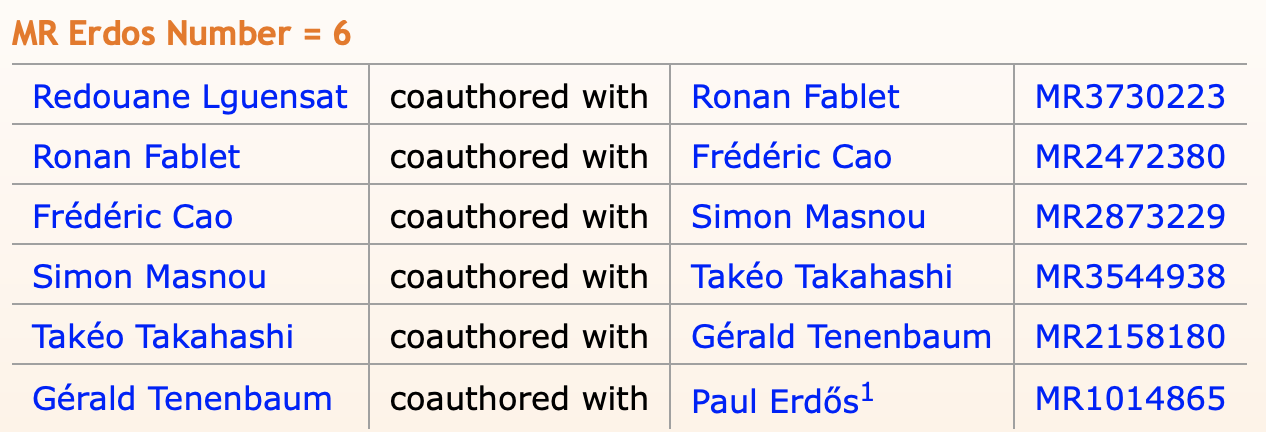 MR Erdos Number = 6
Redouane Lguensat coauthored with Ronan Fablet MR3730223
Ronan Fablet coauthored with Frédéric Cao MR2472380
Frédéric Cao coauthored with Simon Masnou MR2873229
Simon Masnou coauthored with Takéo Takahashi MR3544938
Takéo Takahashi coauthored with Gérald Tenenbaum MR2158180
Gérald Tenenbaum coauthored with Paul Erdős¹ MR1014865